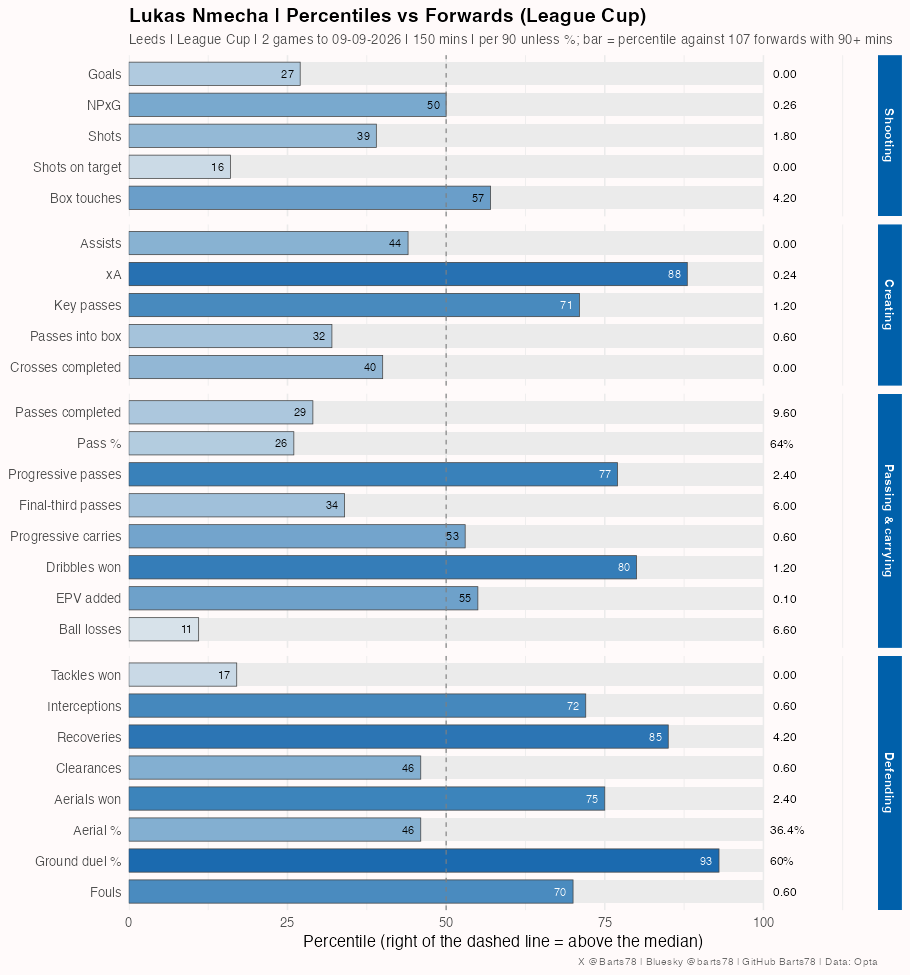 Lukas Nmecha | Percentiles vs Forwards (League Cup)
Leeds | League Cup | 2 games to 09-09-2026 | 150 mins | per 90 unless %; bar = percentile against 107 forwards with 90+ mins
Goals 27 0.00
NPxG 50 0.26
Shots 39 1.80
Shots on target 16 0.00
Box touches 57 4.20
Shooting
Assists 44 0.00
xA 88 0.24
Key passes 71 1.20
Passes into box 32 0.60
Crosses completed 40 0.00
Creating
Passes completed 29 9.60
Pass % 26 64%
Progressive passes 77 2.40
Final-third passes 34 6.00
Progressive carries 53 0.60
Dribbles won 80 1.20
EPV added 55 0.10
Ball losses 11 6.60
Passing & carrying
Tackles won 17 0.00
Interceptions 72 0.60
Recoveries 85 4.20
Clearances 46 0.60
Aerials won 75 2.40
Aerial % 46 36.4%
Ground duel % 93 60%
Fouls 70 0.60
Defending
0 25 50 75 100
Percentile (right of the dashed line = above the median)
X @Barts78 | Bluesky @barts78 | GitHub Barts78 | Data: Opta